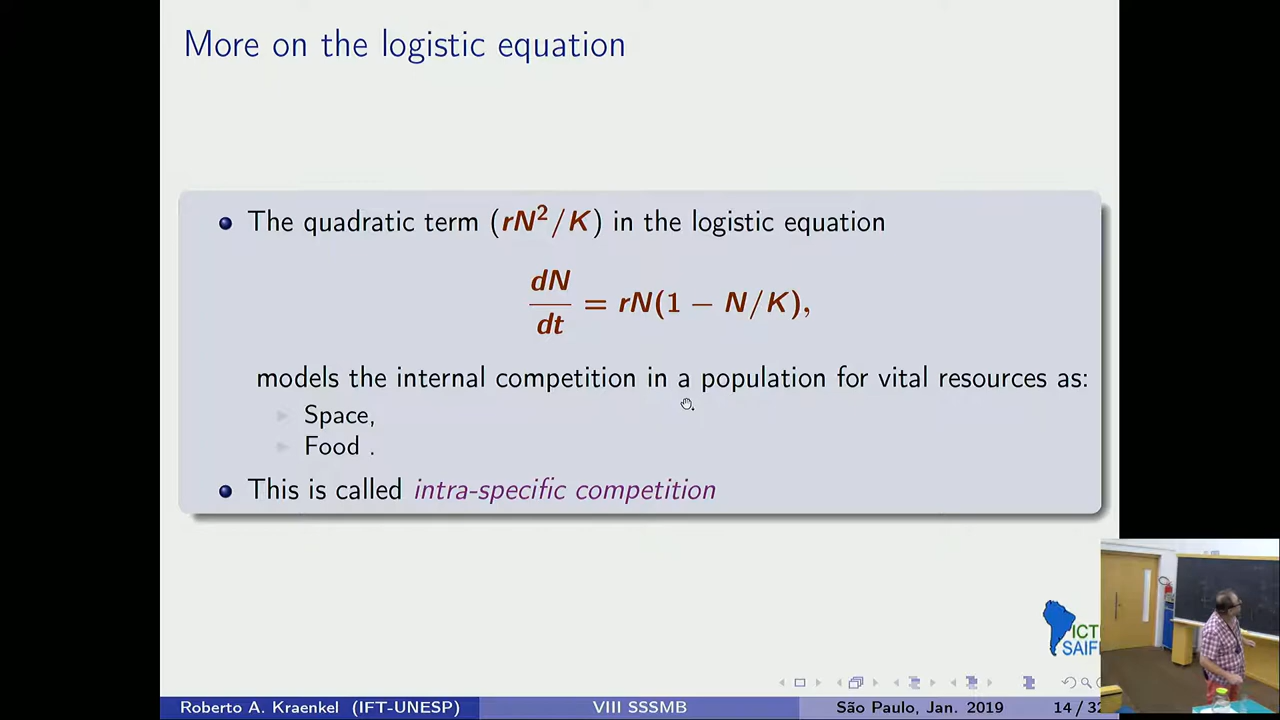 More on the logistic equation
The quadratic term (rN²/K) in the logistic equation
dN/dt = rN(1 − N/K),
models the internal competition in a population for vital resources as:
Space,
Food .
This is called intra-specific competition
ICT
SAIF
Roberto A. Kraenkel (IFT-UNESP) VIII SSSMB São Paulo, Jan. 2019 14 / 32